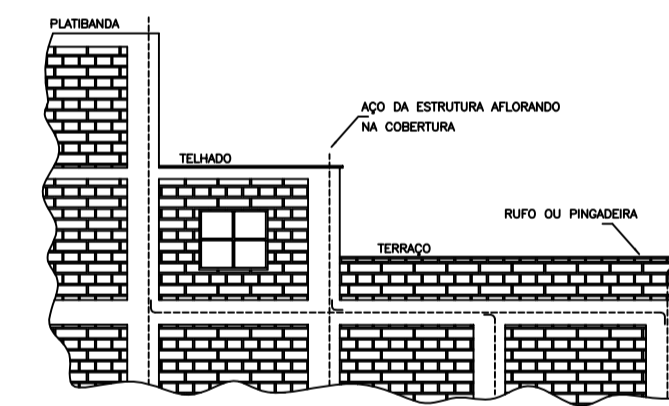 PLATIBANDA
AÇO DA ESTRUTURA AFLORANDO
NA COBERTURA
TELHADO
RUFO OU PINGADEIRA
TERRAÇO